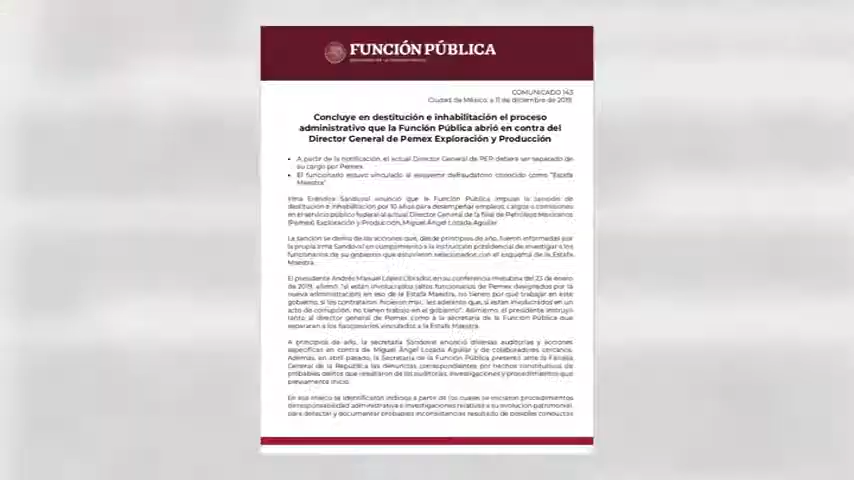 FUNCIÓN PÚBLICA
COMUNICADO 143
Ciudad de México, a 11 de diciembre de 2019
Concluye en destitución e inhabilitación el proceso
administrativo que la Función Pública abrió en contra del
Director General de Pemex Exploración y Producción
• A partir de la notificación, el actual Director General de PEP deberá ser separado de
su cargo por Pemex
• El funcionario estuvo vinculado al esquema defraudatorio conocido como "Estafa
Maestra"
Irma Eréndira Sandoval anunció que la Función Pública impuso la sanción de
destitución e inhabilitación por 10 años para desempeñar empleos, cargos o comisiones
en el servicio público federal al actual Director General de la filial de Petróleos Mexicanos
(Pemex) Exploración y Producción, Miguel Ángel Lozada Aguilar.
La sanción se deriva de las acciones que, desde principios de año, fueron informadas por
la propia Irma Sandoval en cumplimiento a la instrucción presidencial de investigar a los
funcionarios de su gobierno que estuvieron relacionados con el esquema de la Estafa
Maestra.
El presidente Andrés Manuel López Obrador, en su conferencia matutina del 23 de enero
de 2019, afirmó: "si están involucrados (altos funcionarios de Pemex designados por la
nueva administración) en eso de la Estafa Maestra, no tienen por qué trabajar en este
gobierno, si los contrataron, hicieron mal, les adelanto que, si están involucrados en un
acto de corrupción, no tienen trabajo en el gobierno". Asimismo, el presidente instruyó
tanto al director general de Pemex como a la secretaria de la Función Pública que
separaran a los funcionarios vinculados a la Estafa Maestra.
A principios de año, la secretaria Sandoval anunció diversas auditorías y acciones
específicas en contra de Miguel Ángel Lozada Aguilar y de colaboradores cercanos.
Además, en abril pasado, la Secretaría de la Función Pública presentó ante la Fiscalía
General de la República las denuncias correspondientes por hechos constitutivos de
probables delitos que resultaron de las auditorías, investigaciones y procedimientos que
previamente inició.
En ese marco se identificaron indicios a partir de los cuales se iniciaron procedimientos
de responsabilidad administrativa e investigaciones relativas a su evolución patrimonial,
para detectar y documentar probables inconsistencias resultado de posibles conductas